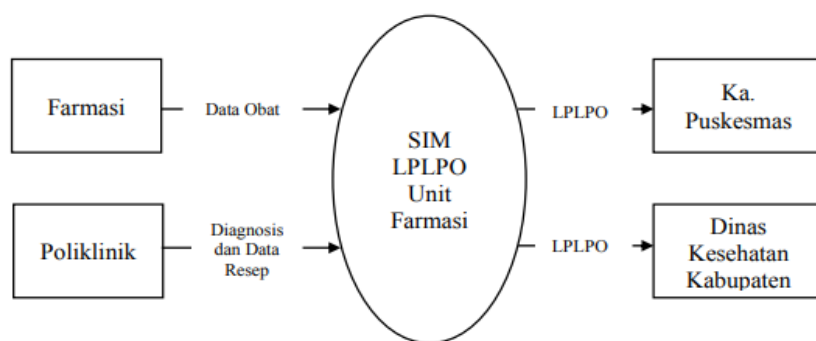 Farmasi
Data Obat
SIM
LPLPO
Unit
Farmasi
LPLPO
Ka.
Puskesmas
Poliklinik
Diagnosis
dan Data
Resep
LPLPO
Dinas
Kesehatan
Kabupaten